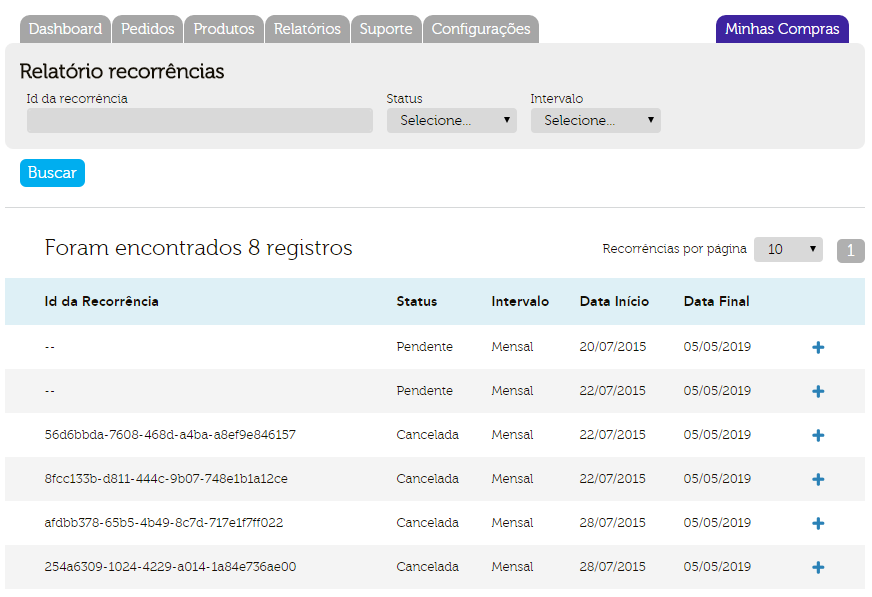 Dashboard Pedidos Produtos Relatórios Suporte Configurações Minhas Compras
Relatório recorrências
Id da recorrência Status Intervalo
Selecione... Selecione...
Buscar
Foram encontrados 8 registros Recorrências por página 10 1
Id da Recorrência Status Intervalo Data Início Data Final
-- Pendente Mensal 20/07/2015 05/05/2019
-- Pendente Mensal 22/07/2015 05/05/2019
56d6bbda-7608-468d-a4ba-a8ef9e846157 Cancelada Mensal 22/07/2015 05/05/2019
8fcc133b-d811-444c-9b07-748e1b1a12ce Cancelada Mensal 22/07/2015 05/05/2019
afdbb378-65b5-4b49-8c7d-717e1f7ff022 Cancelada Mensal 28/07/2015 05/05/2019
254a6309-1024-4229-a014-1a84e736ae00 Cancelada Mensal 28/07/2015 05/05/2019